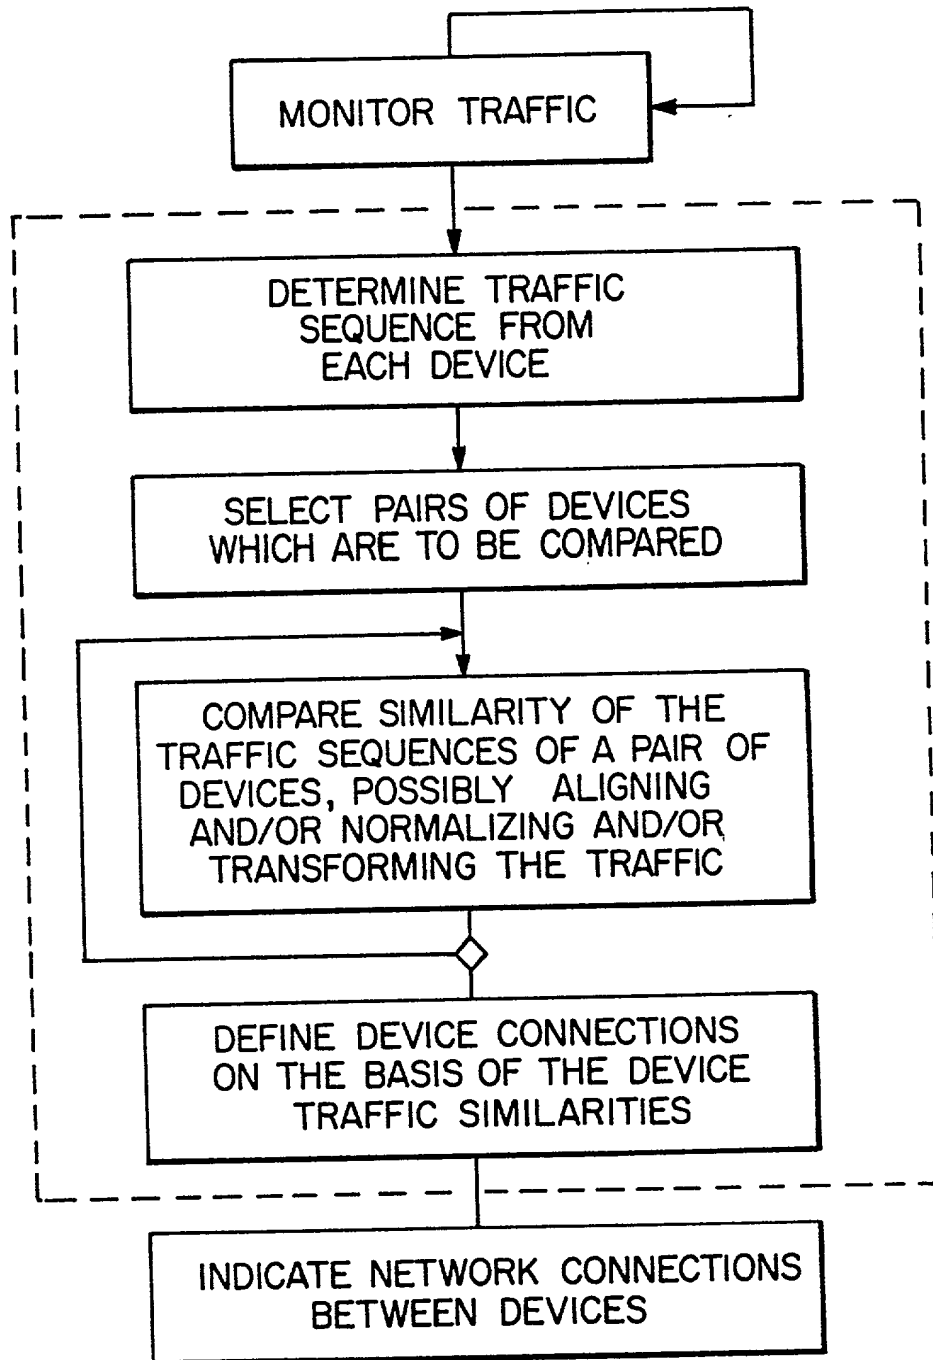 MONITOR TRAFFIC
DETERMINE TRAFFIC
SEQUENCE FROM
EACH DEVICE
SELECT PAIRS OF DEVICES
WHICH ARE TO BE COMPARED
COMPARE SIMILARITY OF THE
TRAFFIC SEQUENCES OF A PAIR OF
DEVICES, POSSIBLY ALIGNING
AND/OR NORMALIZING AND/OR
TRANSFORMING THE TRAFFIC
DEFINE DEVICE CONNECTIONS
ON THE BASIS OF THE DEVICE
TRAFFIC SIMILARITIES
INDICATE NETWORK CONNECTIONS
BETWEEN DEVICES